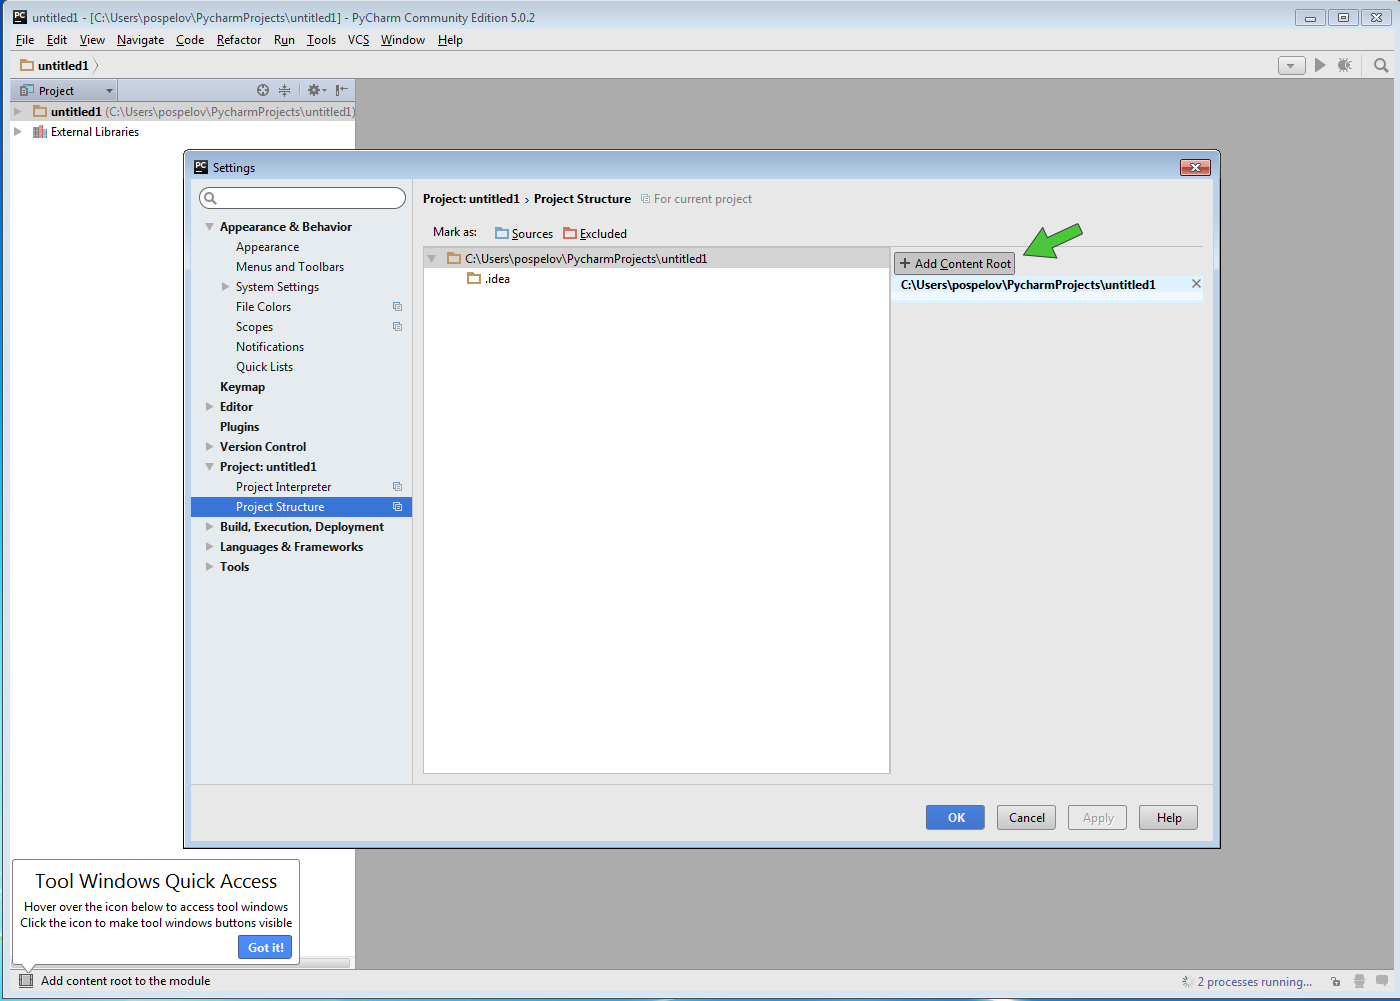 PC untitled1 - [C:\Users\pospelov\PycharmProjects\untitled1] - PyCharm Community Edition 5.0.2
File Edit View Navigate Code Refactor Run Tools VCS Window Help
untitled1
Project
untitled1 (C:\Users\pospelov\PycharmProjects\untitled1)
External Libraries
PC Settings
Appearance & Behavior
Appearance
Menus and Toolbars
System Settings
File Colors
Scopes
Notifications
Quick Lists
Keymap
Editor
Plugins
Version Control
Project: untitled1
Project Interpreter
Project Structure
Build, Execution, Deployment
Languages & Frameworks
Tools
Project: untitled1 › Project Structure For current project
Mark as: Sources Excluded
C:\Users\pospelov\PycharmProjects\untitled1
.idea
+ Add Content Root
C:\Users\pospelov\PycharmProjects\untitled1
OK Cancel Apply Help
Tool Windows Quick Access
Hover over the icon below to access tool windows
Click the icon to make tool windows buttons visible
Got it!
Add content root to the module
2 processes running...